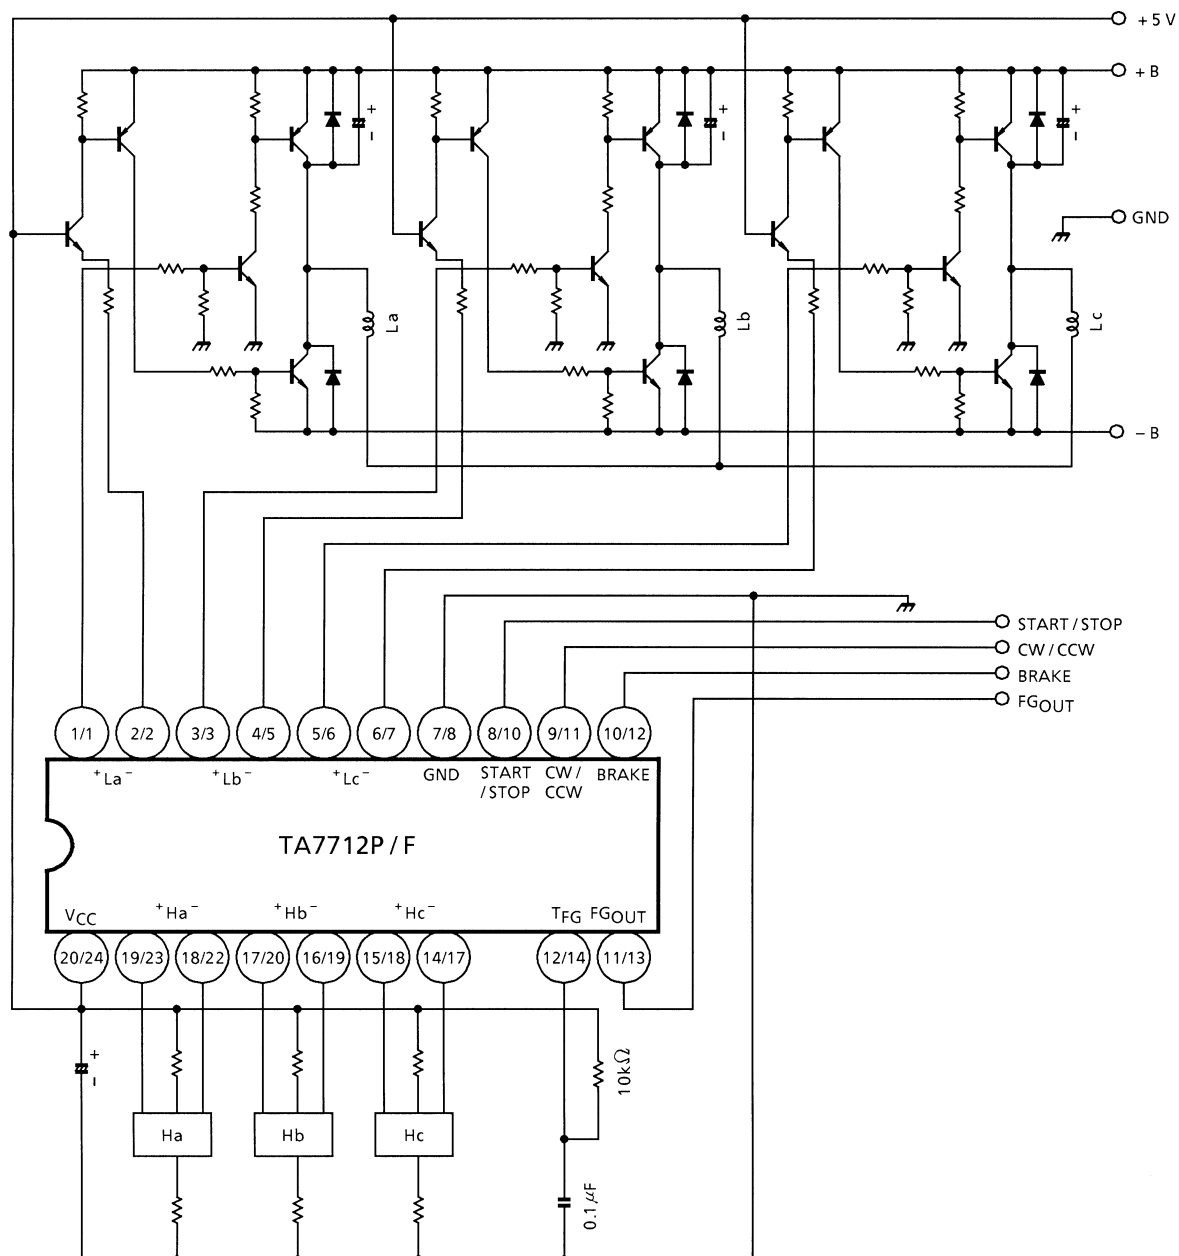 +5 V
+ B
+
-
+
-
+
-
GND
La
Lb
Lc
- B
START / STOP
CW / CCW
BRAKE
FGOUT
1/1 2/2 3/3 4/5 5/6 6/7 7/8 8/10 9/11 10/12
+La- +Lb- +Lc- GND START /STOP CW / CCW BRAKE
TA7712P / F
VCC +Ha- +Hb- +Hc- TFG FGOUT
20/24 19/23 18/22 17/20 16/19 15/18 14/17 12/14 11/13
+
-
10kΩ
Ha Hb Hc
0.1µF